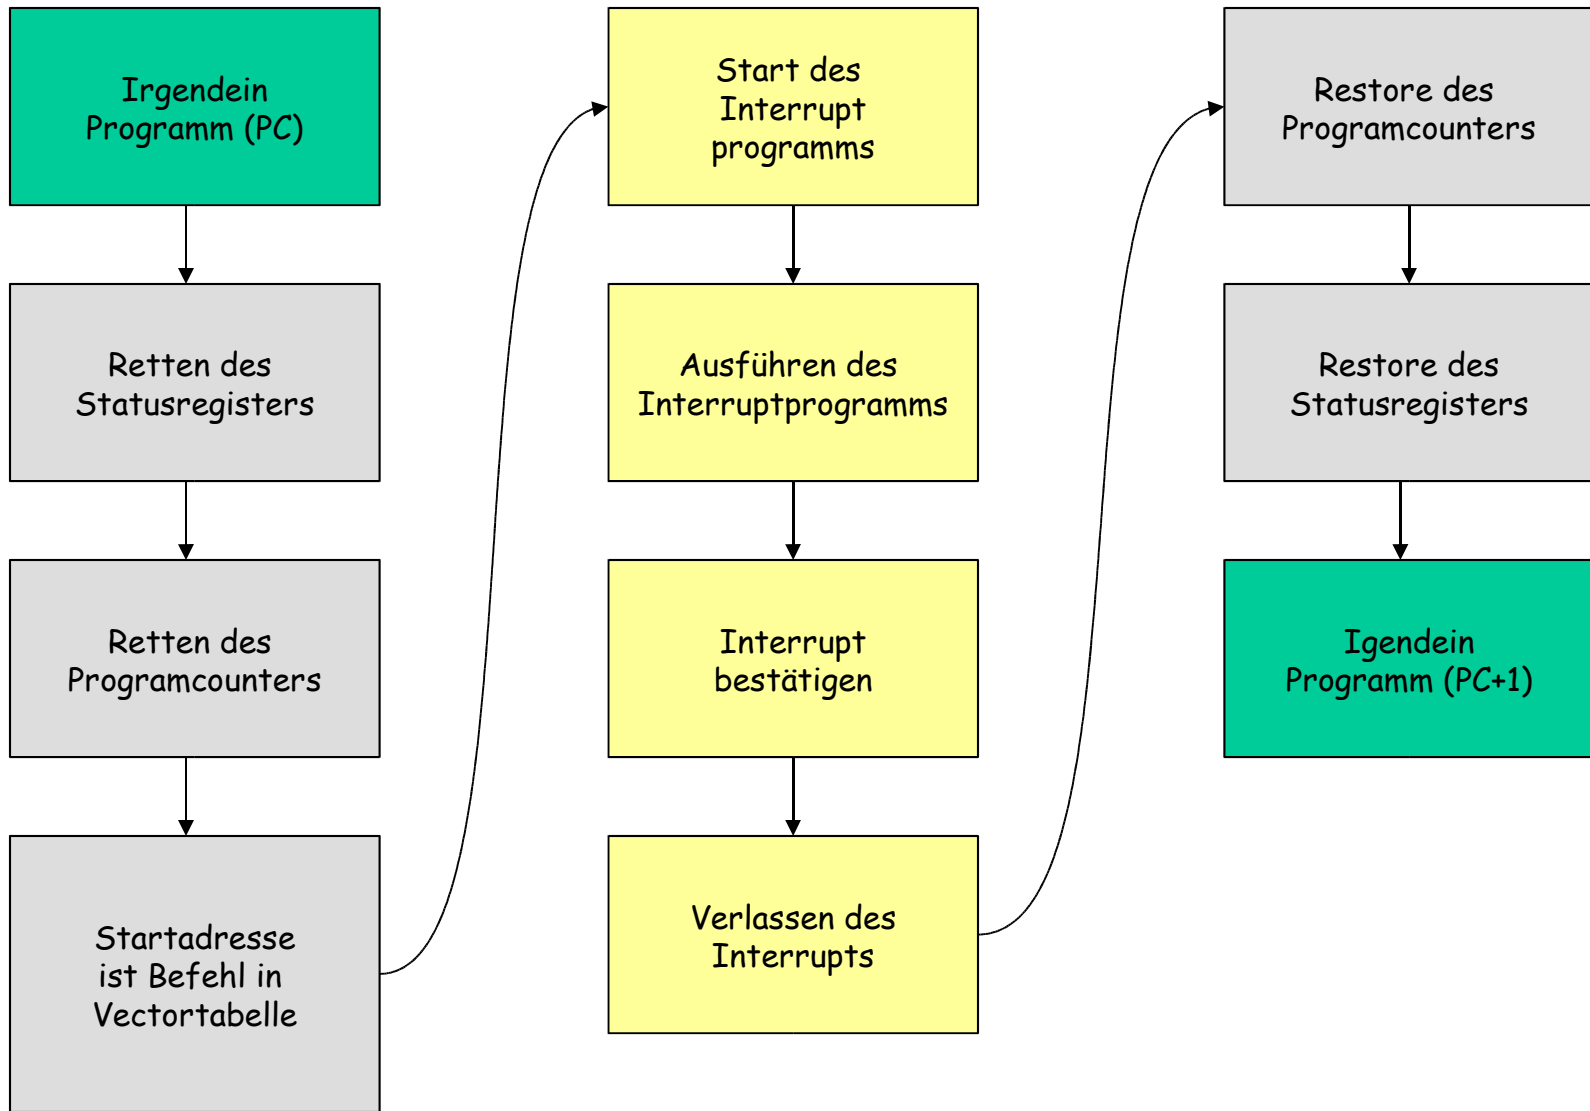 Irgendein
Programm (PC)
Retten des
Statusregisters
Retten des
Programcounters
Startadresse
ist Befehl in
Vectortabelle
Start des
Interrupt
programms
Ausführen des
Interruptprogramms
Interrupt
bestätigen
Verlassen des
Interrupts
Restore des
Programcounters
Restore des
Statusregisters
Igendein
Programm (PC+1)